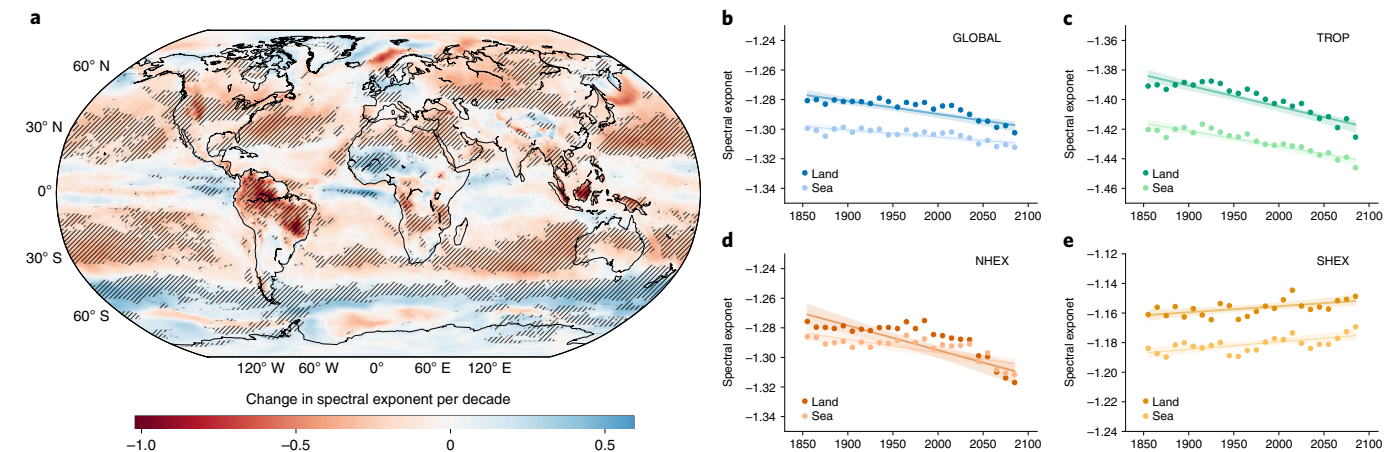 a
60° N
30° N
0°
30° S
60° S
120° W 60° W 0° 60° E 120° E
Change in spectral exponent per decade
−1.0 −0.5 0 0.5
b
GLOBAL
Spectral exponet
−1.24
−1.26
−1.28
−1.30
−1.32
−1.34
Land
Sea
1850 1900 1950 2000 2050 2100
c
TROP
Spectral exponet
−1.36
−1.38
−1.40
−1.42
−1.44
−1.46
Land
Sea
1850 1900 1950 2000 2050 2100
d
NHEX
Spectral exponet
−1.24
−1.26
−1.28
−1.30
−1.32
−1.34
Land
Sea
1850 1900 1950 2000 2050 2100
e
SHEX
Spectral exponet
−1.12
−1.14
−1.16
−1.18
−1.20
−1.22
−1.24
Land
Sea
1850 1900 1950 2000 2050 2100